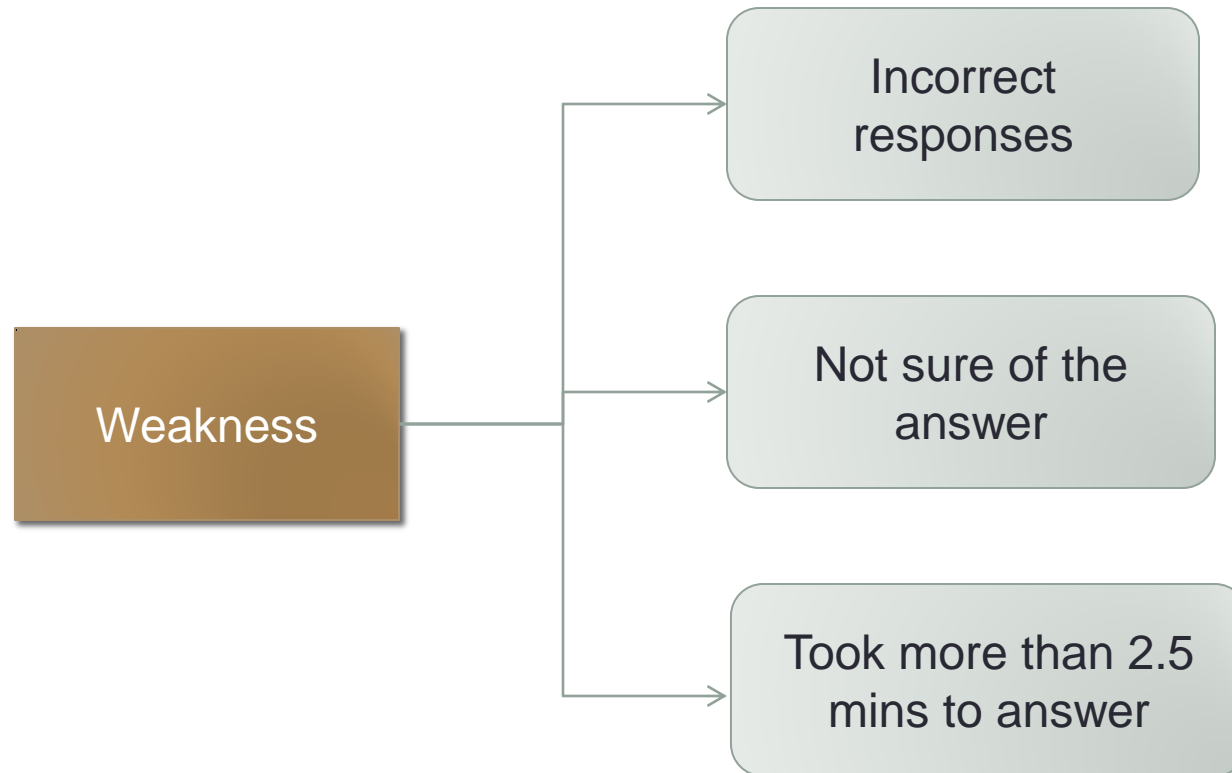 Incorrect
responses
Not sure of the
answer
Weakness
Took more than 2.5
mins to answer